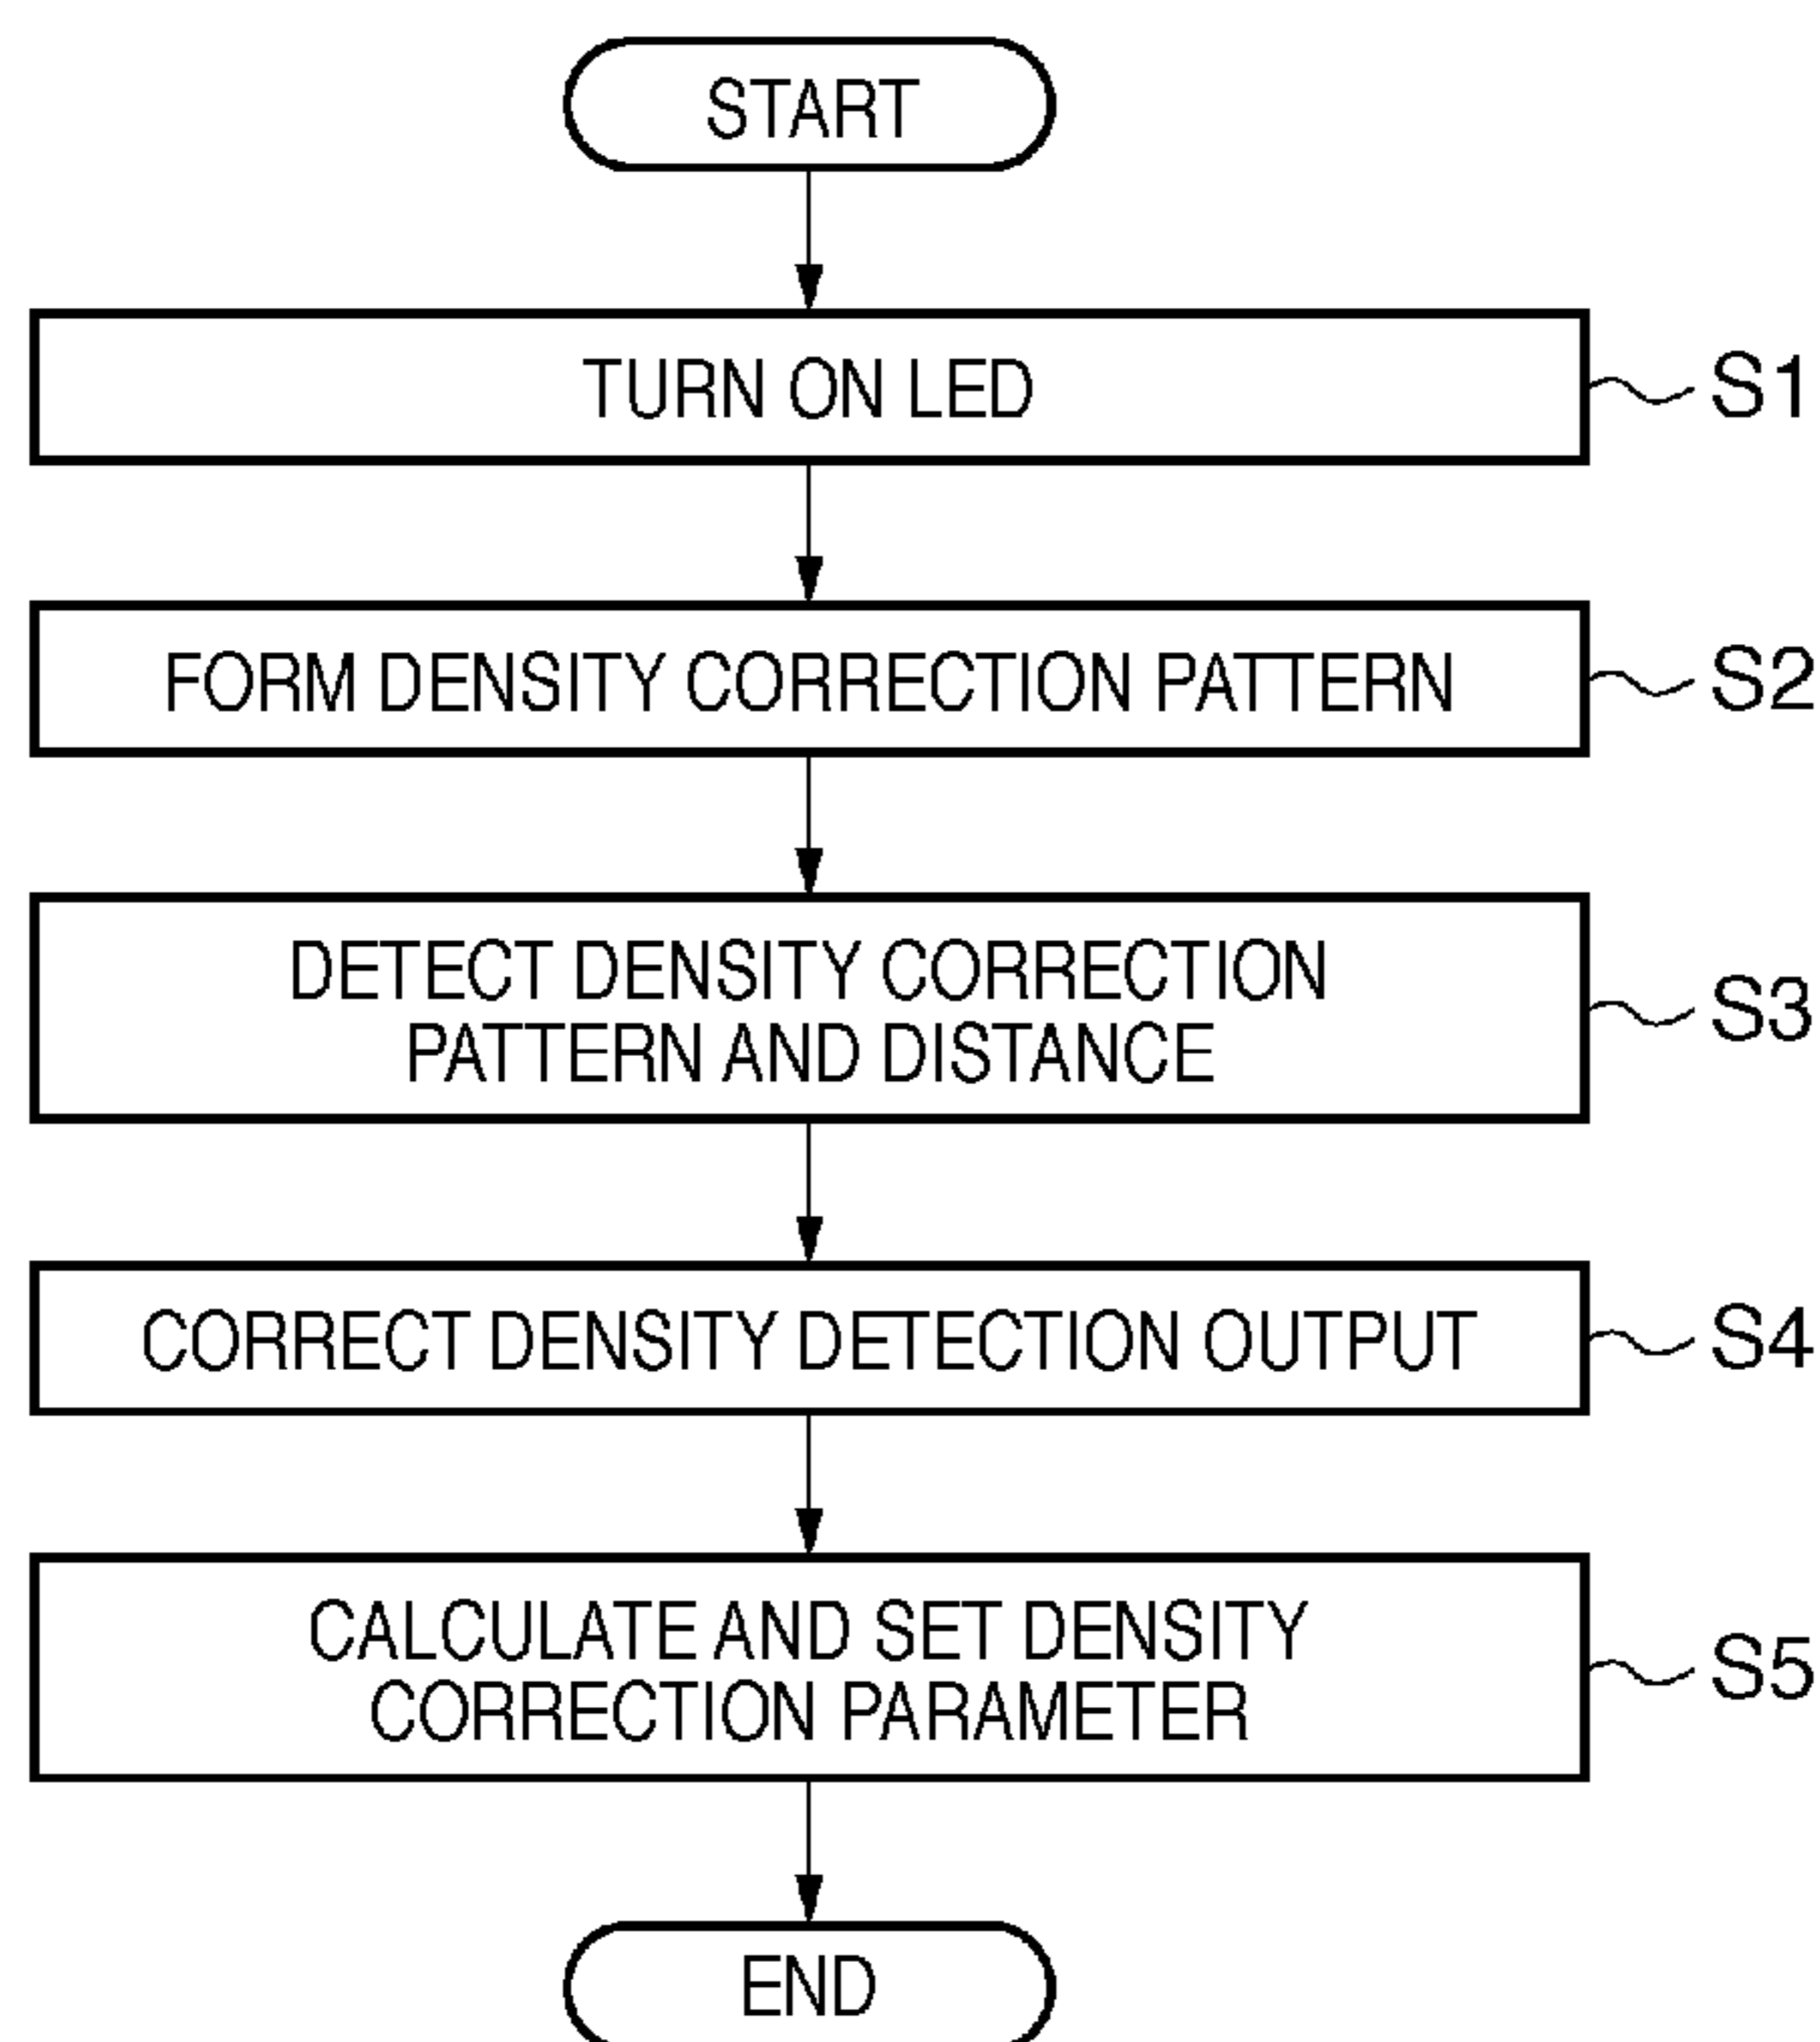 START
TURN ON LED
S1
FORM DENSITY CORRECTION PATTERN
S2
DETECT DENSITY CORRECTION
PATTERN AND DISTANCE
S3
CORRECT DENSITY DETECTION OUTPUT
S4
CALCULATE AND SET DENSITY
CORRECTION PARAMETER
S5
END